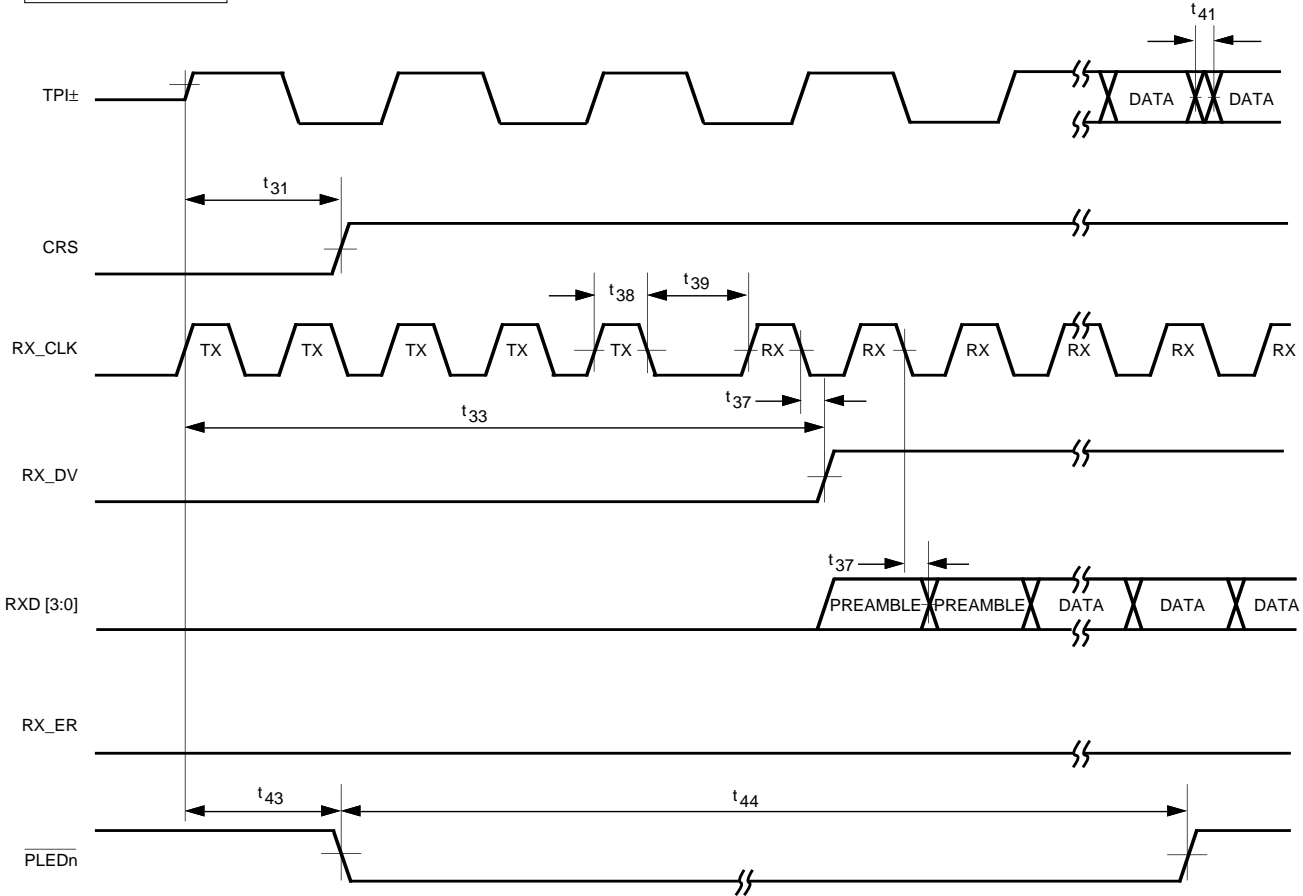 t41
TPI±
DATA
DATA
t31
CRS
t38
t39
RX_CLK
TX
TX
TX
TX
TX
RX
RX
RX
RX
RX
RX
t37
t33
RX_DV
t37
RXD [3:0]
PREAMBLE
PREAMBLE
DATA
DATA
DATA
RX_ER
t43
t44
PLEDn